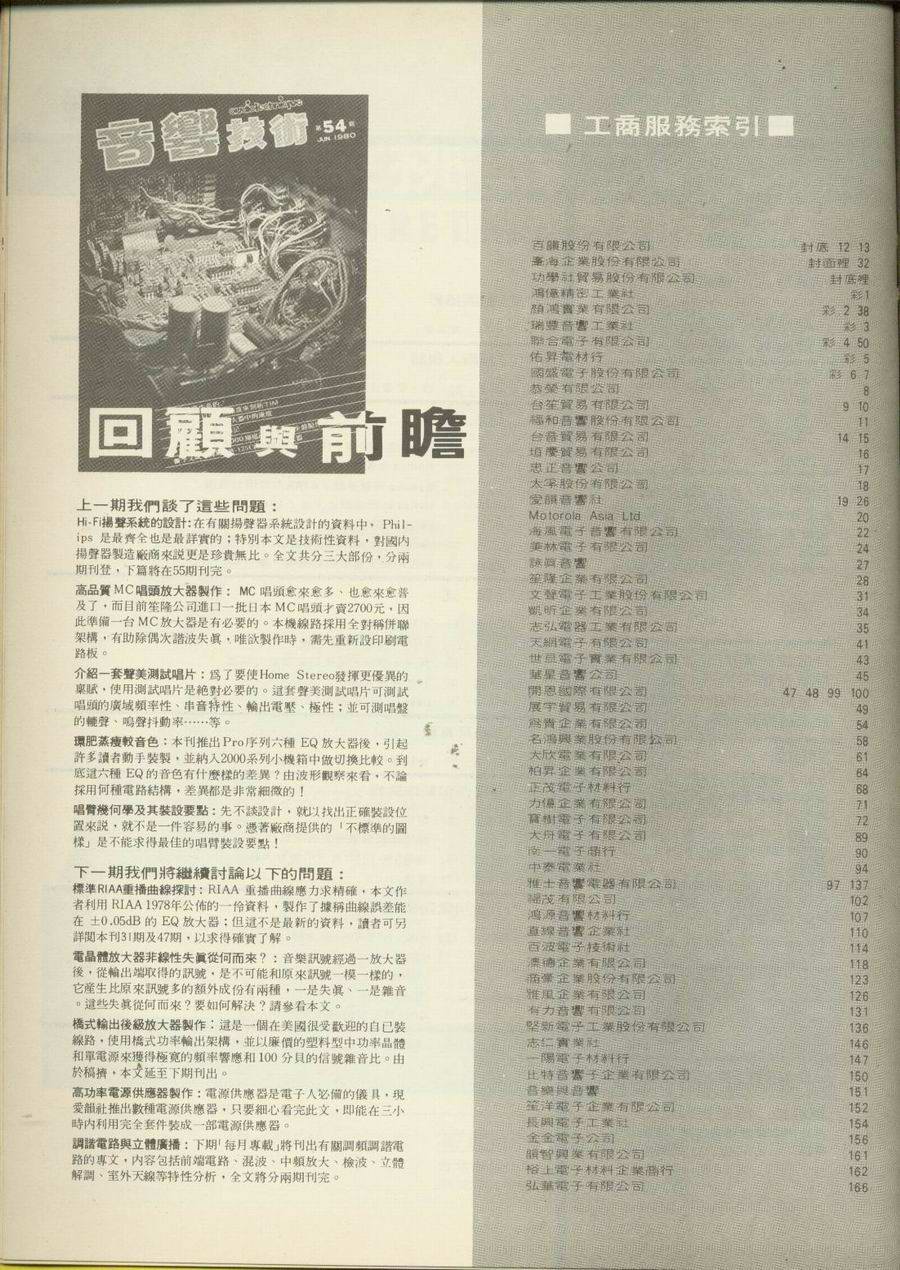 audiotechnique
音響技術
第54期
JUN. 1980
回顧與前瞻
上一期我們談了這些問題：
Hi-Fi揚聲系統的設計：在有關揚聲器系統設計的資料中， Phil-
ips 是最齊全也是最詳實的；特別本文是技術性資料，對國內
揚聲器製造廠商來説更是珍貴無比。全文共分三大部份，分兩
期刊登，下篇將在55期刊完。
高品質MC唱頭放大器製作： MC 唱頭愈來愈多、也愈來愈普
及了，而目前笙隆公司進口一批日本MC唱頭才賣2700元，因
此準備一台MC放大器是有必要的。本機線路採用全對稱併聯
架構，有助除偶次諧波失眞，唯欲製作時，需先重新設印刷電
路板。
介紹一套聲美測試唱片：爲了要使Home Stereo發揮更優異的
稟賦，使用測試唱片是絶對必要的。這套聲美測試唱片可測試
唱頭的廣域頻率性、串音特性、輸出電壓、極性；並可測唱盤
的轆聲、鳴聲抖動率……等。
環肥燕瘦較音色：本刊推出Pro序列六種 EQ放大器後，引起
許多讀者動手裝製，並納入2000系列小機箱中做切換比較。到
底這六種 EQ的音色有什麼樣的差異？由波形觀察來看，不論
採用何種電路結構，差異都是非常細微的！
唱臂幾何學及其裝設要點：先不談設計，就以找出正確裝設位
置來說，就不是一件容易的事。憑著廠商提供的「不標準的圖
樣」是不能求得最佳的唱臂裝設要點！
下一期我們將繼續討論以下的問題：
標準RIAA重播曲線探討：RIAA 重播曲線應力求精確，本文作
者利用RIAA 1978年公佈的一份資料，製作了據稱曲線誤差能
在 ±0.05dB 的 EQ 放大器；但這不是最新的資料，讀者可另
詳閱本刊31期及47期，以求得確實了解。
電晶體放大器非線性失眞從何而來？：音樂訊號經過一放大器
後，從輸出端取得的訊號，是不可能和原來訊號一模一樣的，
它産生比原來訊號多的額外成份有兩種，一是失眞、一是雜音
。這些失眞從何而來？要如何解決？請參看本文。
橋式輸出後級放大器製作：這是一個在美國很受歡迎的自己裝
線路，使用橋式功率輸出架構，並以廉價的塑料型中功率晶體
和單電源來獲得極寬的頻率響應和100 分貝的信號雜音比。由
於稿擠，本文延至下期刊出。
高功率電源供應器製作：電源供應器是電子人必備的儀具，現
愛韻社推出數種電源供應器，只要細心看完此文，即能在三小
時內利用完全套件裝成一部電源供應器。
調諧電路與立體廣播：下期「每月專載」將刊出有關調頻調諧電
路的專文，內容包括前端電路、混波、中頻放大、檢波、立體
解調、室外天線等特性分析，全文將分兩期刊完。
■ 工商服務索引 ■
百韻股份有限公司 封底 12 13
臺海企業股份有限公司 封面裡 32
功學社貿易股份有限公司 封底裡
鴻億精密工業社 彩1
顏鴻實業有限公司 彩 2 38
瑞豐音響工業社 彩 3
聯合電子有限公司 彩 4 50
佑昇電材行 彩 5
國盛電子股份有限公司 彩 6 7
恭榮有限公司 8
台笙貿易有限公司 9 10
福和音響股份有限公司 11
台音貿易有限公司 14 15
垣慶貿易有限公司 16
思正音響公司 17
太孚股份有限公司 18
愛韻音響社 19 26
Motorola Asia Ltd 20
海風電子音響有限公司 22
美林電子有限公司 24
詠眞音響 27
笙隆企業有限公司 28
文聲電子工業股份有限公司 31
凱昕企業有限公司 34
志弘電器工業有限公司 35
天網電子有限公司 41
世亘電子實業有限公司 43
華星音響公司 45
開恩國際有限公司 47 48 99 100
展宇貿易有限公司 49
尙貴企業有限公司 54
名鴻興業股份有限公司 58
大欣電業有限公司 61
柏昇企業有限公司 64
正茂電子材料行 68
力優企業有限公司 71
寶樹電子有限公司 72
大舟電子有限公司 89
南一電子商行 90
中泰電業社 94
雅士音響電器有限公司 97 137
福茂有限公司 102
鴻源音響材料行 107
直線音響企業社 110
百波電子技術社 114
漂德企業有限公司 118
商豪企業股份有限公司 123
雅風企業有限公司 126
有力音響有限公司 131
堅新電子工業股份有限公司 136
志仁實業社 146
一陽電子材料行 147
比特音響子企業有限公司 150
音樂與音響 151
笙洋電子企業有限公司 152
長興電子工業社 154
金金電子公司 156
韻智興業有限公司 161
裕上電子材料企業商行 162
弘華電子有限公司 166